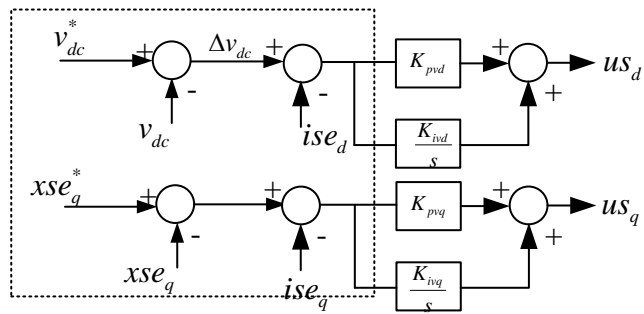 v*dc + Δvdc + Kpvd + usd
- - +
vdc ised Kivd/s
xse*q + + Kpvq + usq
- - +
xseq iseq Kivq/s